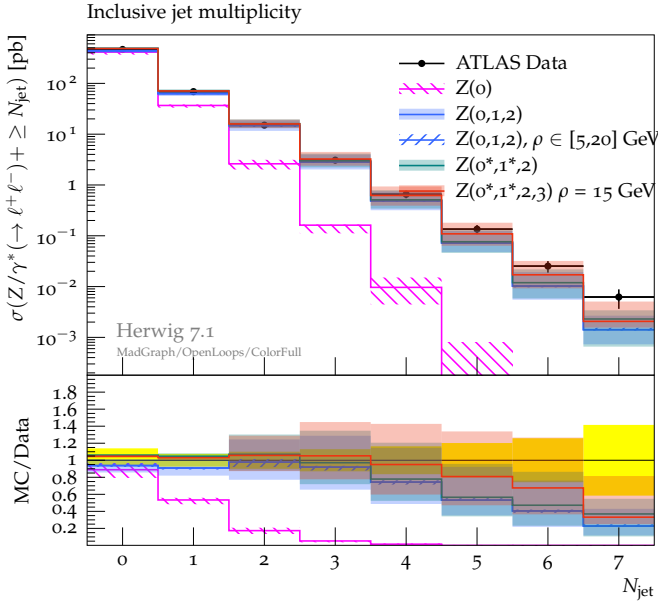 Inclusive jet multiplicity
σ(Z/γ*(→ ℓ⁺ℓ⁻)+ ≥ N_jet) [pb]
10²
10¹
1
10⁻¹
10⁻²
10⁻³
ATLAS Data
Z(0)
Z(0,1,2)
Z(0,1,2), ρ ∈ [5,20] GeV
Z(0*,1*,2)
Z(0*,1*,2,3) ρ = 15 GeV
Herwig 7.1
MadGraph/OpenLoops/ColorFull
MC/Data
1.8
1.6
1.4
1.2
1
0.8
0.6
0.4
0.2
0 1 2 3 4 5 6 7
N_jet